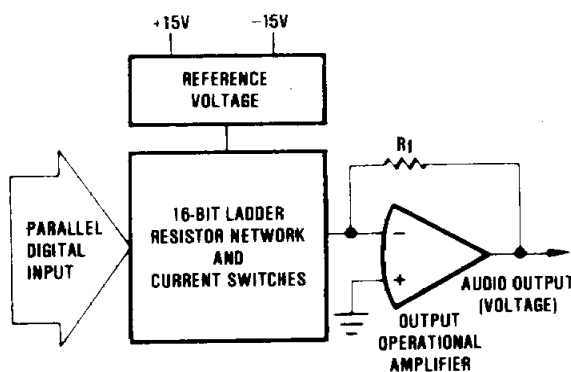 +15V
−15V
REFERENCE
VOLTAGE
R1
PARALLEL
DIGITAL
INPUT
16-BIT LADDER
RESISTOR NETWORK
AND
CURRENT SWITCHES
−
+
AUDIO OUTPUT
(VOLTAGE)
OUTPUT
OPERATIONAL
AMPLIFIER